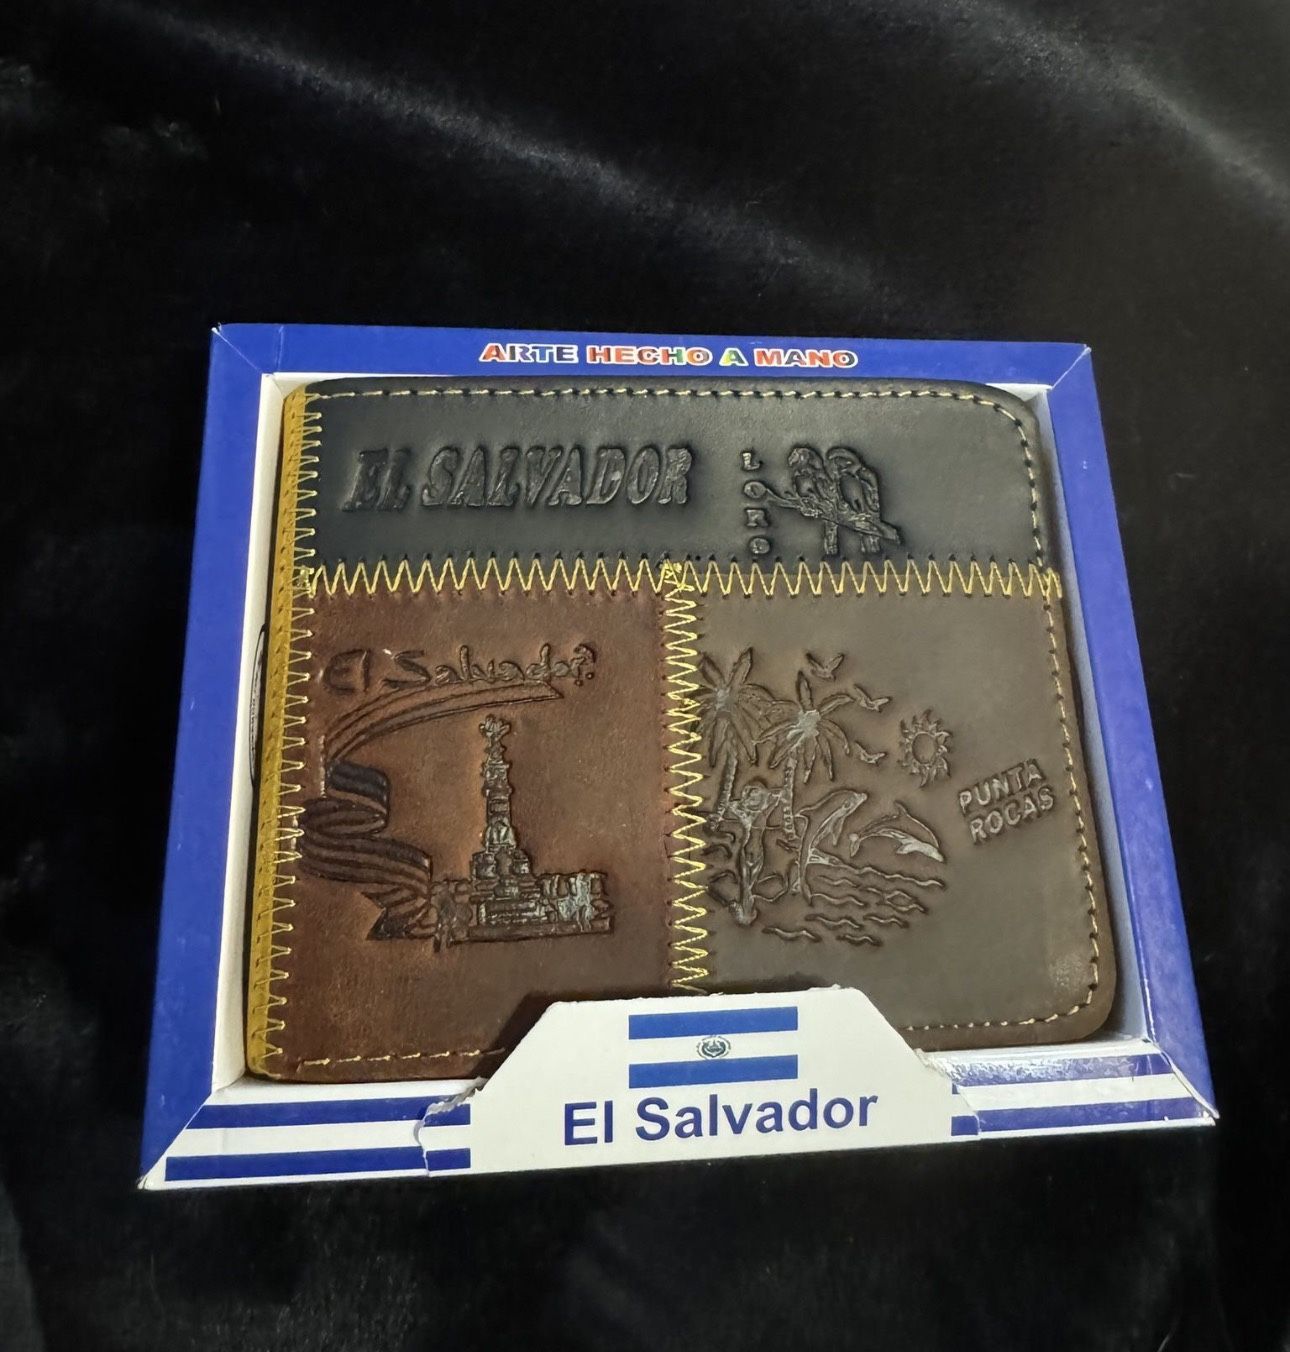 ARTE HECHO A MANO
EL SALVADOR
LORO
El Salvador
PUNTA
ROCAS
El Salvador